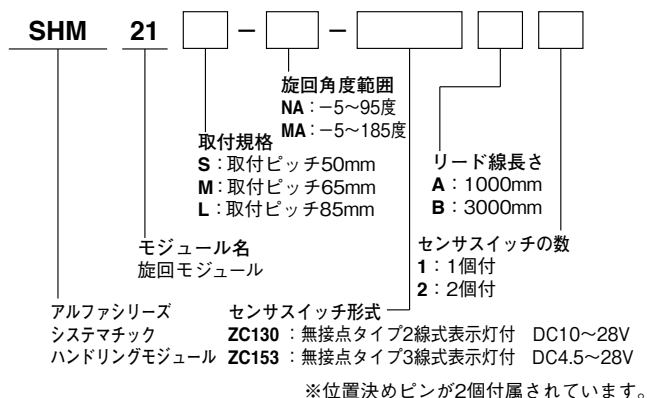 SHM 21 □ － □ － □ □ □
旋回角度範囲
NA：－5～95度
MA：－5～185度
取付規格
S：取付ピッチ50mm
M：取付ピッチ65mm
L：取付ピッチ85mm
リード線長さ
A：1000mm
B：3000mm
モジュール名
旋回モジュール
センサスイッチの数
1：1個付
2：2個付
アルファシリーズ
システマチック
ハンドリングモジュール
センサスイッチ形式
ZC130：無接点タイプ2線式表示灯付 DC10～28V
ZC153：無接点タイプ3線式表示灯付 DC4.5～28V
※位置決めピンが2個付属されています。